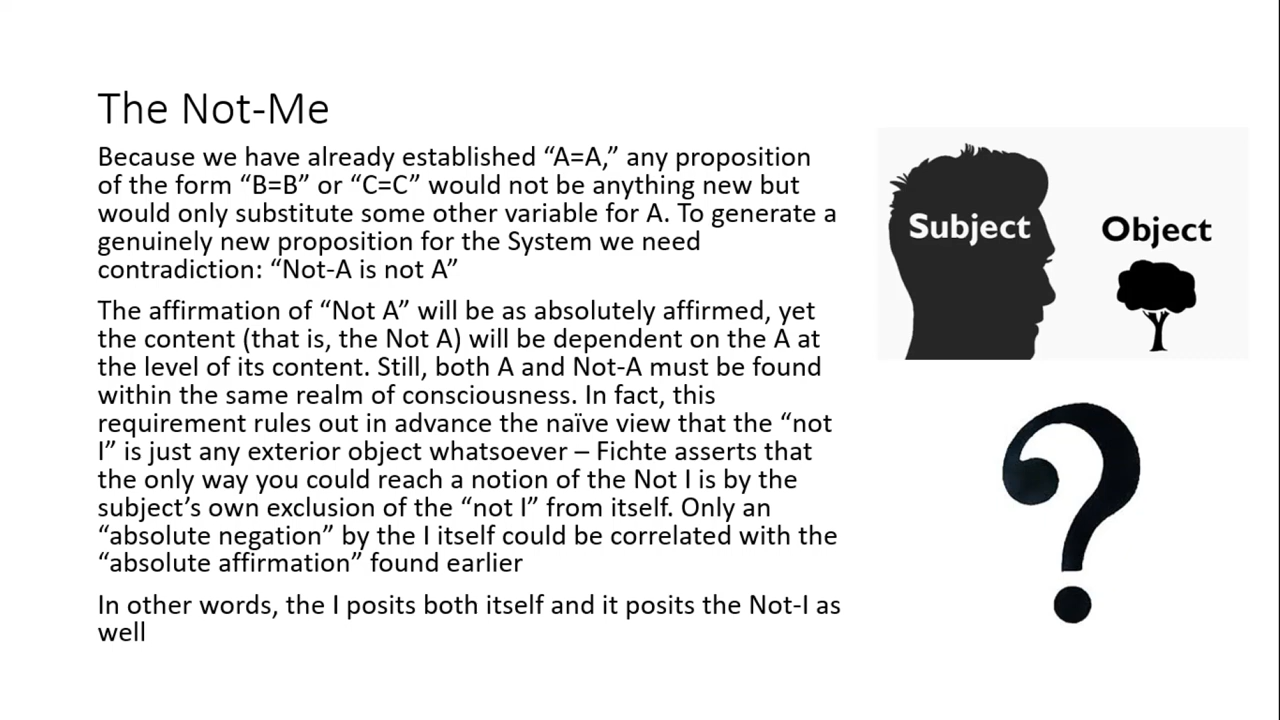 The Not-Me
Because we have already established “A=A,” any proposition
of the form “B=B” or “C=C” would not be anything new but
would only substitute some other variable for A. To generate a
genuinely new proposition for the System we need
contradiction: “Not-A is not A”
The affirmation of “Not A” will be as absolutely affirmed, yet
the content (that is, the Not A) will be dependent on the A at
the level of its content. Still, both A and Not-A must be found
within the same realm of consciousness. In fact, this
requirement rules out in advance the naïve view that the “not
I” is just any exterior object whatsoever – Fichte asserts that
the only way you could reach a notion of the Not I is by the
subject’s own exclusion of the “not I” from itself. Only an
“absolute negation” by the I itself could be correlated with the
“absolute affirmation” found earlier
In other words, the I posits both itself and it posits the Not-I as
well
Subject
Object
?